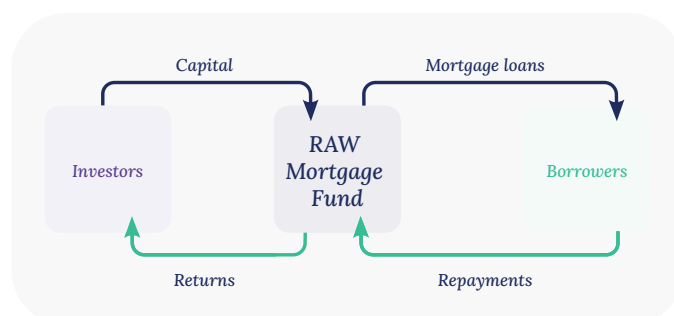 Capital
Mortgage loans
Investors
RAW
Mortgage
Fund
Borrowers
Returns
Repayments